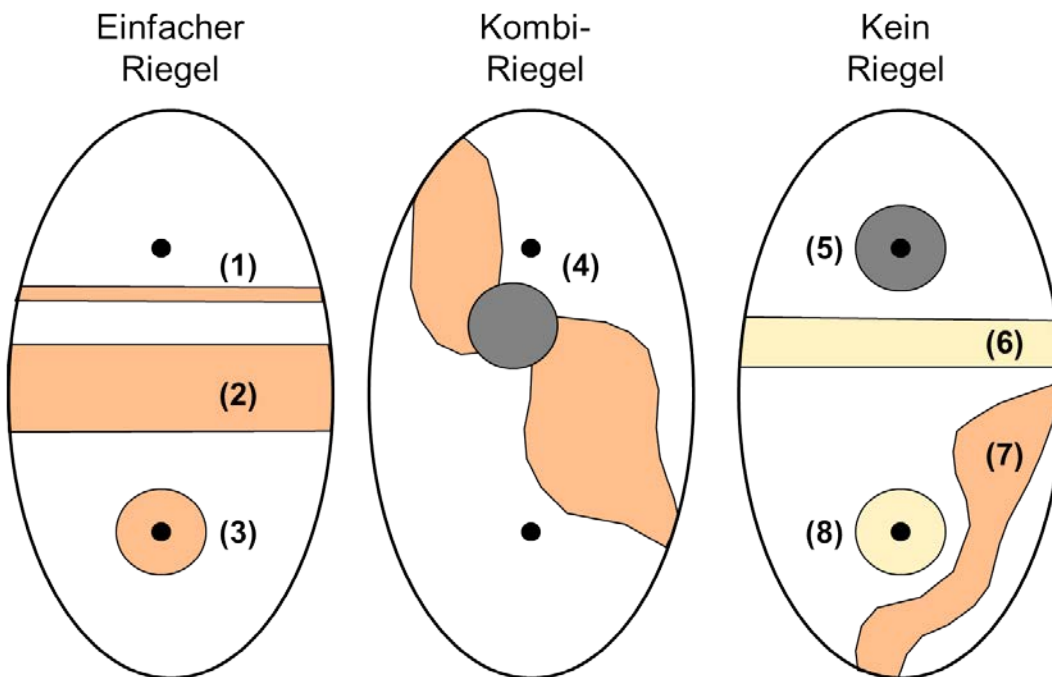 Einfacher
Riegel
Kombi-
Riegel
Kein
Riegel
(1)
(2)
(3)
(4)
(5)
(6)
(7)
(8)